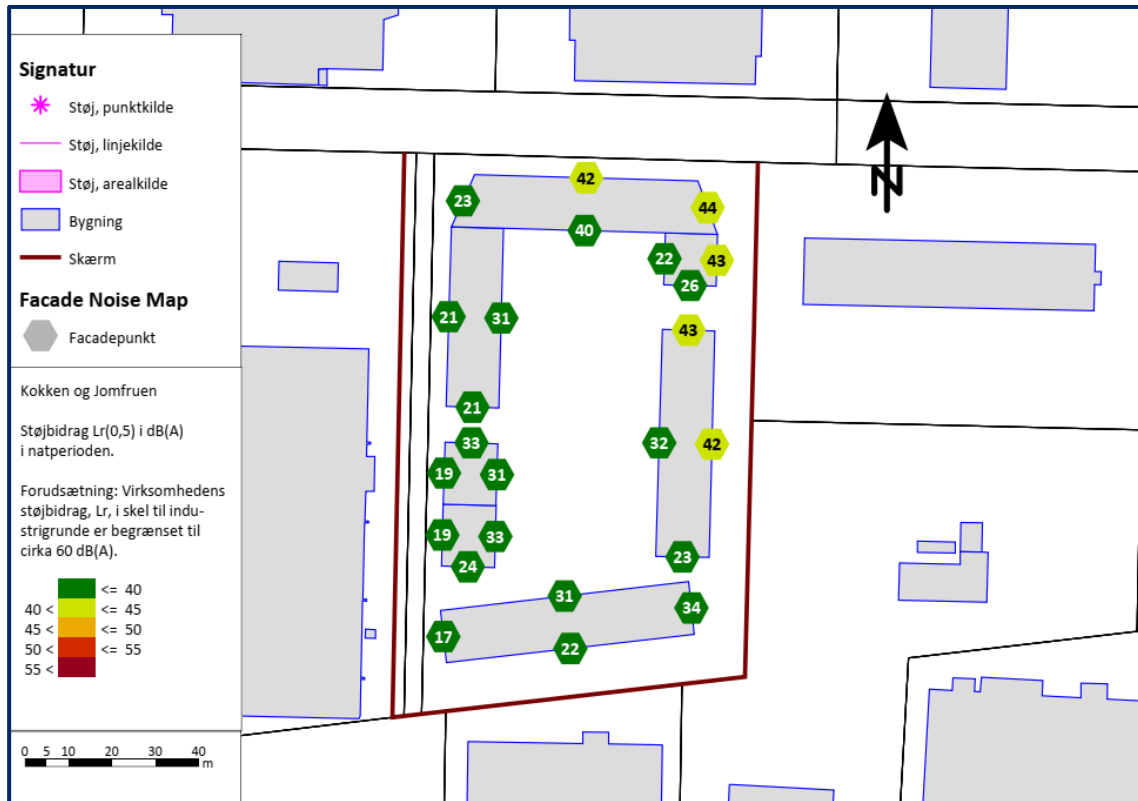 Signatur
Støj, punktkilde
Støj, linjekilde
Støj, arealkilde
Bygning
Skærm
Facade Noise Map
Facadepunkt
Kokken og Jomfruen
Støjbidrag Lr(0,5) i dB(A)
i natperioden.
Forudsætning: Virksomhedens
støjbidrag, Lr, i skel til indu-
strigrunde er begrænset til
cirka 60 dB(A).
<= 40
40 < <= 45
45 < <= 50
50 < <= 55
55 <
0 5 10 20 30 40
m
N
42
23
44
40
22
43
26
21
31
43
21
33
32
42
19
31
19
33
23
24
31
34
17
22